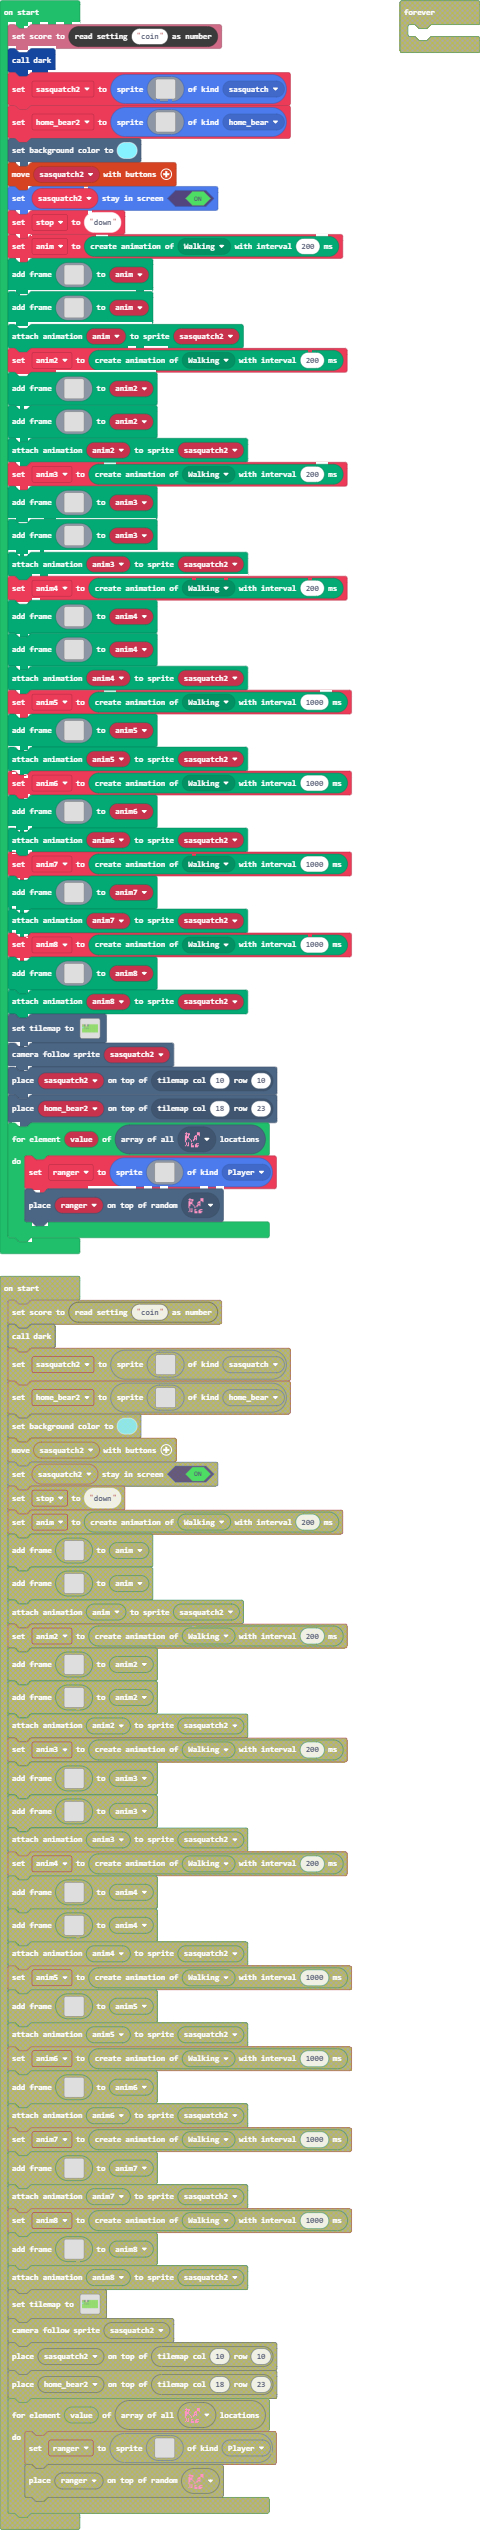 on start
forever
set score to read setting "coin" as number
call dark
set sasquatch2 to sprite of kind sasquatch
set home_bear2 to sprite of kind home_bear
set background color to
move sasquatch2 with buttons
set sasquatch2 stay in screen ON
set stop to "down"
set anim to create animation of Walking with interval 200 ms
add frame to anim
add frame to anim
attach animation anim to sprite sasquatch2
set anim2 to create animation of Walking with interval 200 ms
add frame to anim2
add frame to anim2
attach animation anim2 to sprite sasquatch2
set anim3 to create animation of Walking with interval 200 ms
add frame to anim3
add frame to anim3
attach animation anim3 to sprite sasquatch2
set anim4 to create animation of Walking with interval 200 ms
add frame to anim4
add frame to anim4
attach animation anim4 to sprite sasquatch2
set anim5 to create animation of Walking with interval 1000 ms
add frame to anim5
attach animation anim5 to sprite sasquatch2
set anim6 to create animation of Walking with interval 1000 ms
add frame to anim6
attach animation anim6 to sprite sasquatch2
set anim7 to create animation of Walking with interval 1000 ms
add frame to anim7
attach animation anim7 to sprite sasquatch2
set anim8 to create animation of Walking with interval 1000 ms
add frame to anim8
attach animation anim8 to sprite sasquatch2
set tilemap to
camera follow sprite sasquatch2
place sasquatch2 on top of tilemap col 10 row 10
place home_bear2 on top of tilemap col 18 row 23
for element value of array of all locations
do
set ranger to sprite of kind Player
place ranger on top of random
on start
set score to read setting "coin" as number
call dark
set sasquatch2 to sprite of kind sasquatch
set home_bear2 to sprite of kind home_bear
set background color to
move sasquatch2 with buttons
set sasquatch2 stay in screen ON
set stop to "down"
set anim to create animation of Walking with interval 200 ms
add frame to anim
add frame to anim
attach animation anim to sprite sasquatch2
set anim2 to create animation of Walking with interval 200 ms
add frame to anim2
add frame to anim2
attach animation anim2 to sprite sasquatch2
set anim3 to create animation of Walking with interval 200 ms
add frame to anim3
add frame to anim3
attach animation anim3 to sprite sasquatch2
set anim4 to create animation of Walking with interval 200 ms
add frame to anim4
add frame to anim4
attach animation anim4 to sprite sasquatch2
set anim5 to create animation of Walking with interval 1000 ms
add frame to anim5
attach animation anim5 to sprite sasquatch2
set anim6 to create animation of Walking with interval 1000 ms
add frame to anim6
attach animation anim6 to sprite sasquatch2
set anim7 to create animation of Walking with interval 1000 ms
add frame to anim7
attach animation anim7 to sprite sasquatch2
set anim8 to create animation of Walking with interval 1000 ms
add frame to anim8
attach animation anim8 to sprite sasquatch2
set tilemap to
camera follow sprite sasquatch2
place sasquatch2 on top of tilemap col 10 row 10
place home_bear2 on top of tilemap col 18 row 23
for element value of array of all locations
do
set ranger to sprite of kind Player
place ranger on top of random